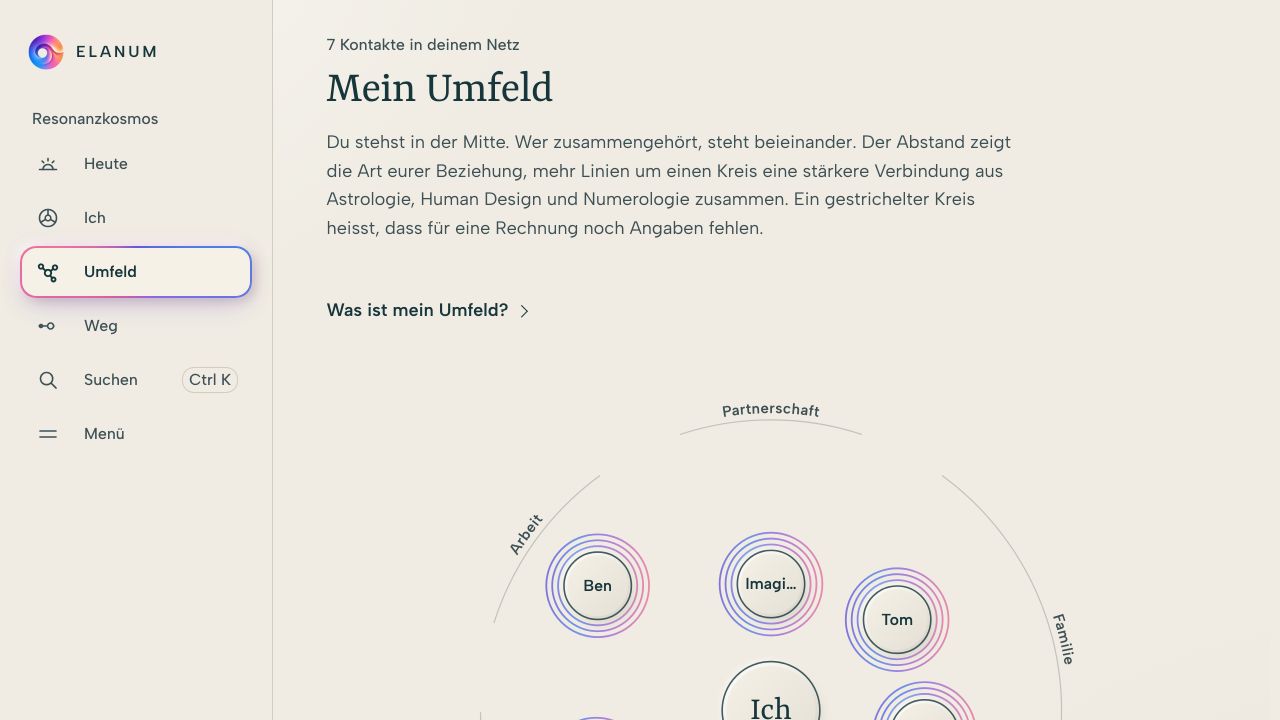 ELANUM
Resonanzkosmos
Heute
Ich
Umfeld
Weg
Suchen
Ctrl K
Menü
7 Kontakte in deinem Netz
Mein Umfeld
Du stehst in der Mitte. Wer zusammengehört, steht beieinander. Der Abstand zeigt
die Art eurer Beziehung, mehr Linien um einen Kreis eine stärkere Verbindung aus
Astrologie, Human Design und Numerologie zusammen. Ein gestrichelter Kreis
heisst, dass für eine Rechnung noch Angaben fehlen.
Was ist mein Umfeld?
Partnerschaft
Arbeit
Ben
Imagi...
Tom
Familie
Ich